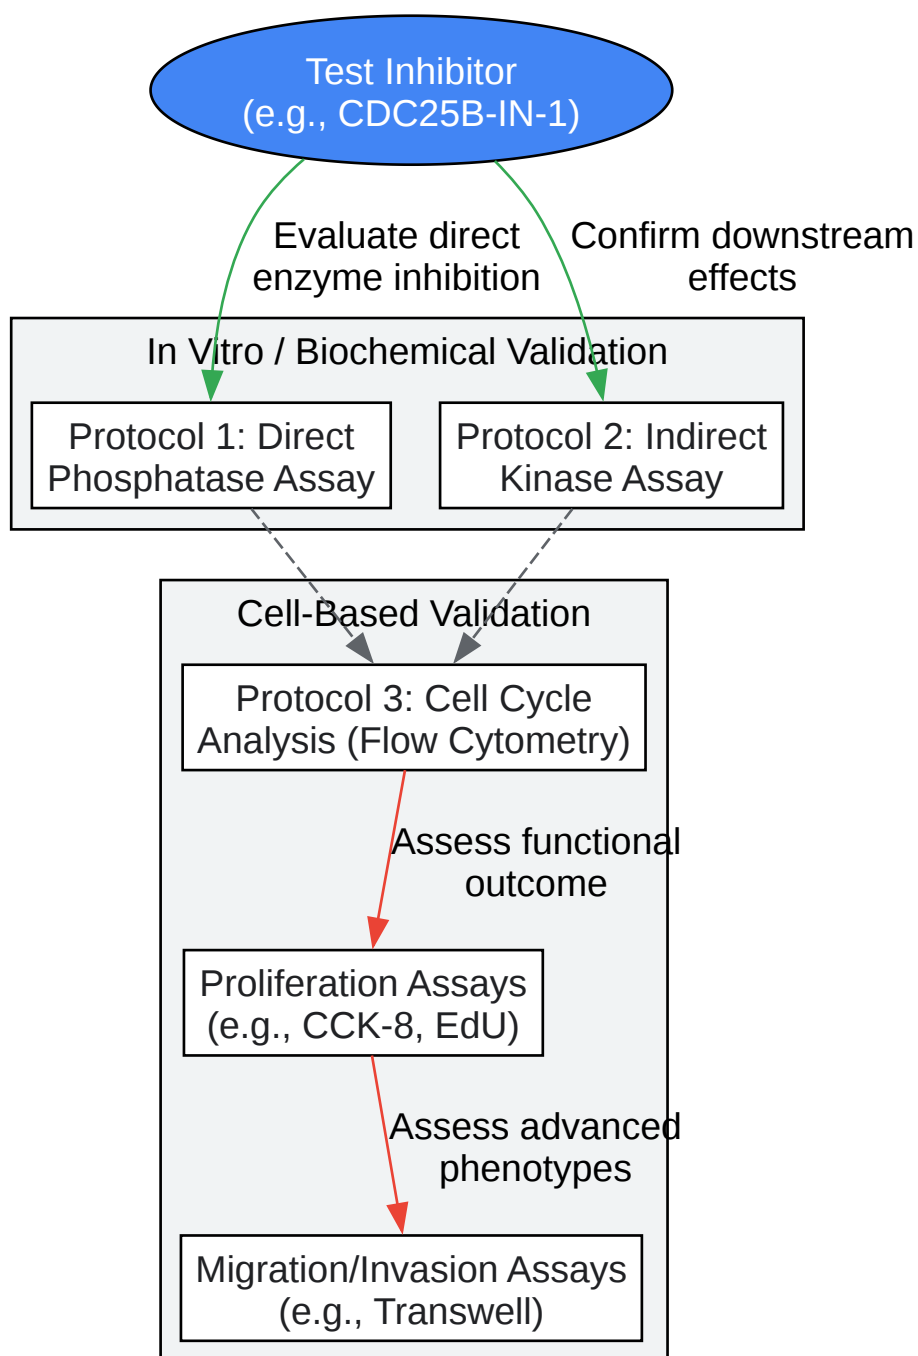 Test Inhibitor
(e.g., CDC25B-IN-1)
Evaluate direct
enzyme inhibition
Confirm downstream
effects
In Vitro / Biochemical Validation
Protocol 1: Direct
Phosphatase Assay
Protocol 2: Indirect
Kinase Assay
Cell-Based Validation
Protocol 3: Cell Cycle
Analysis (Flow Cytometry)
Assess functional
outcome
Proliferation Assays
(e.g., CCK-8, EdU)
Assess advanced
phenotypes
Migration/Invasion Assays
(e.g., Transwell)